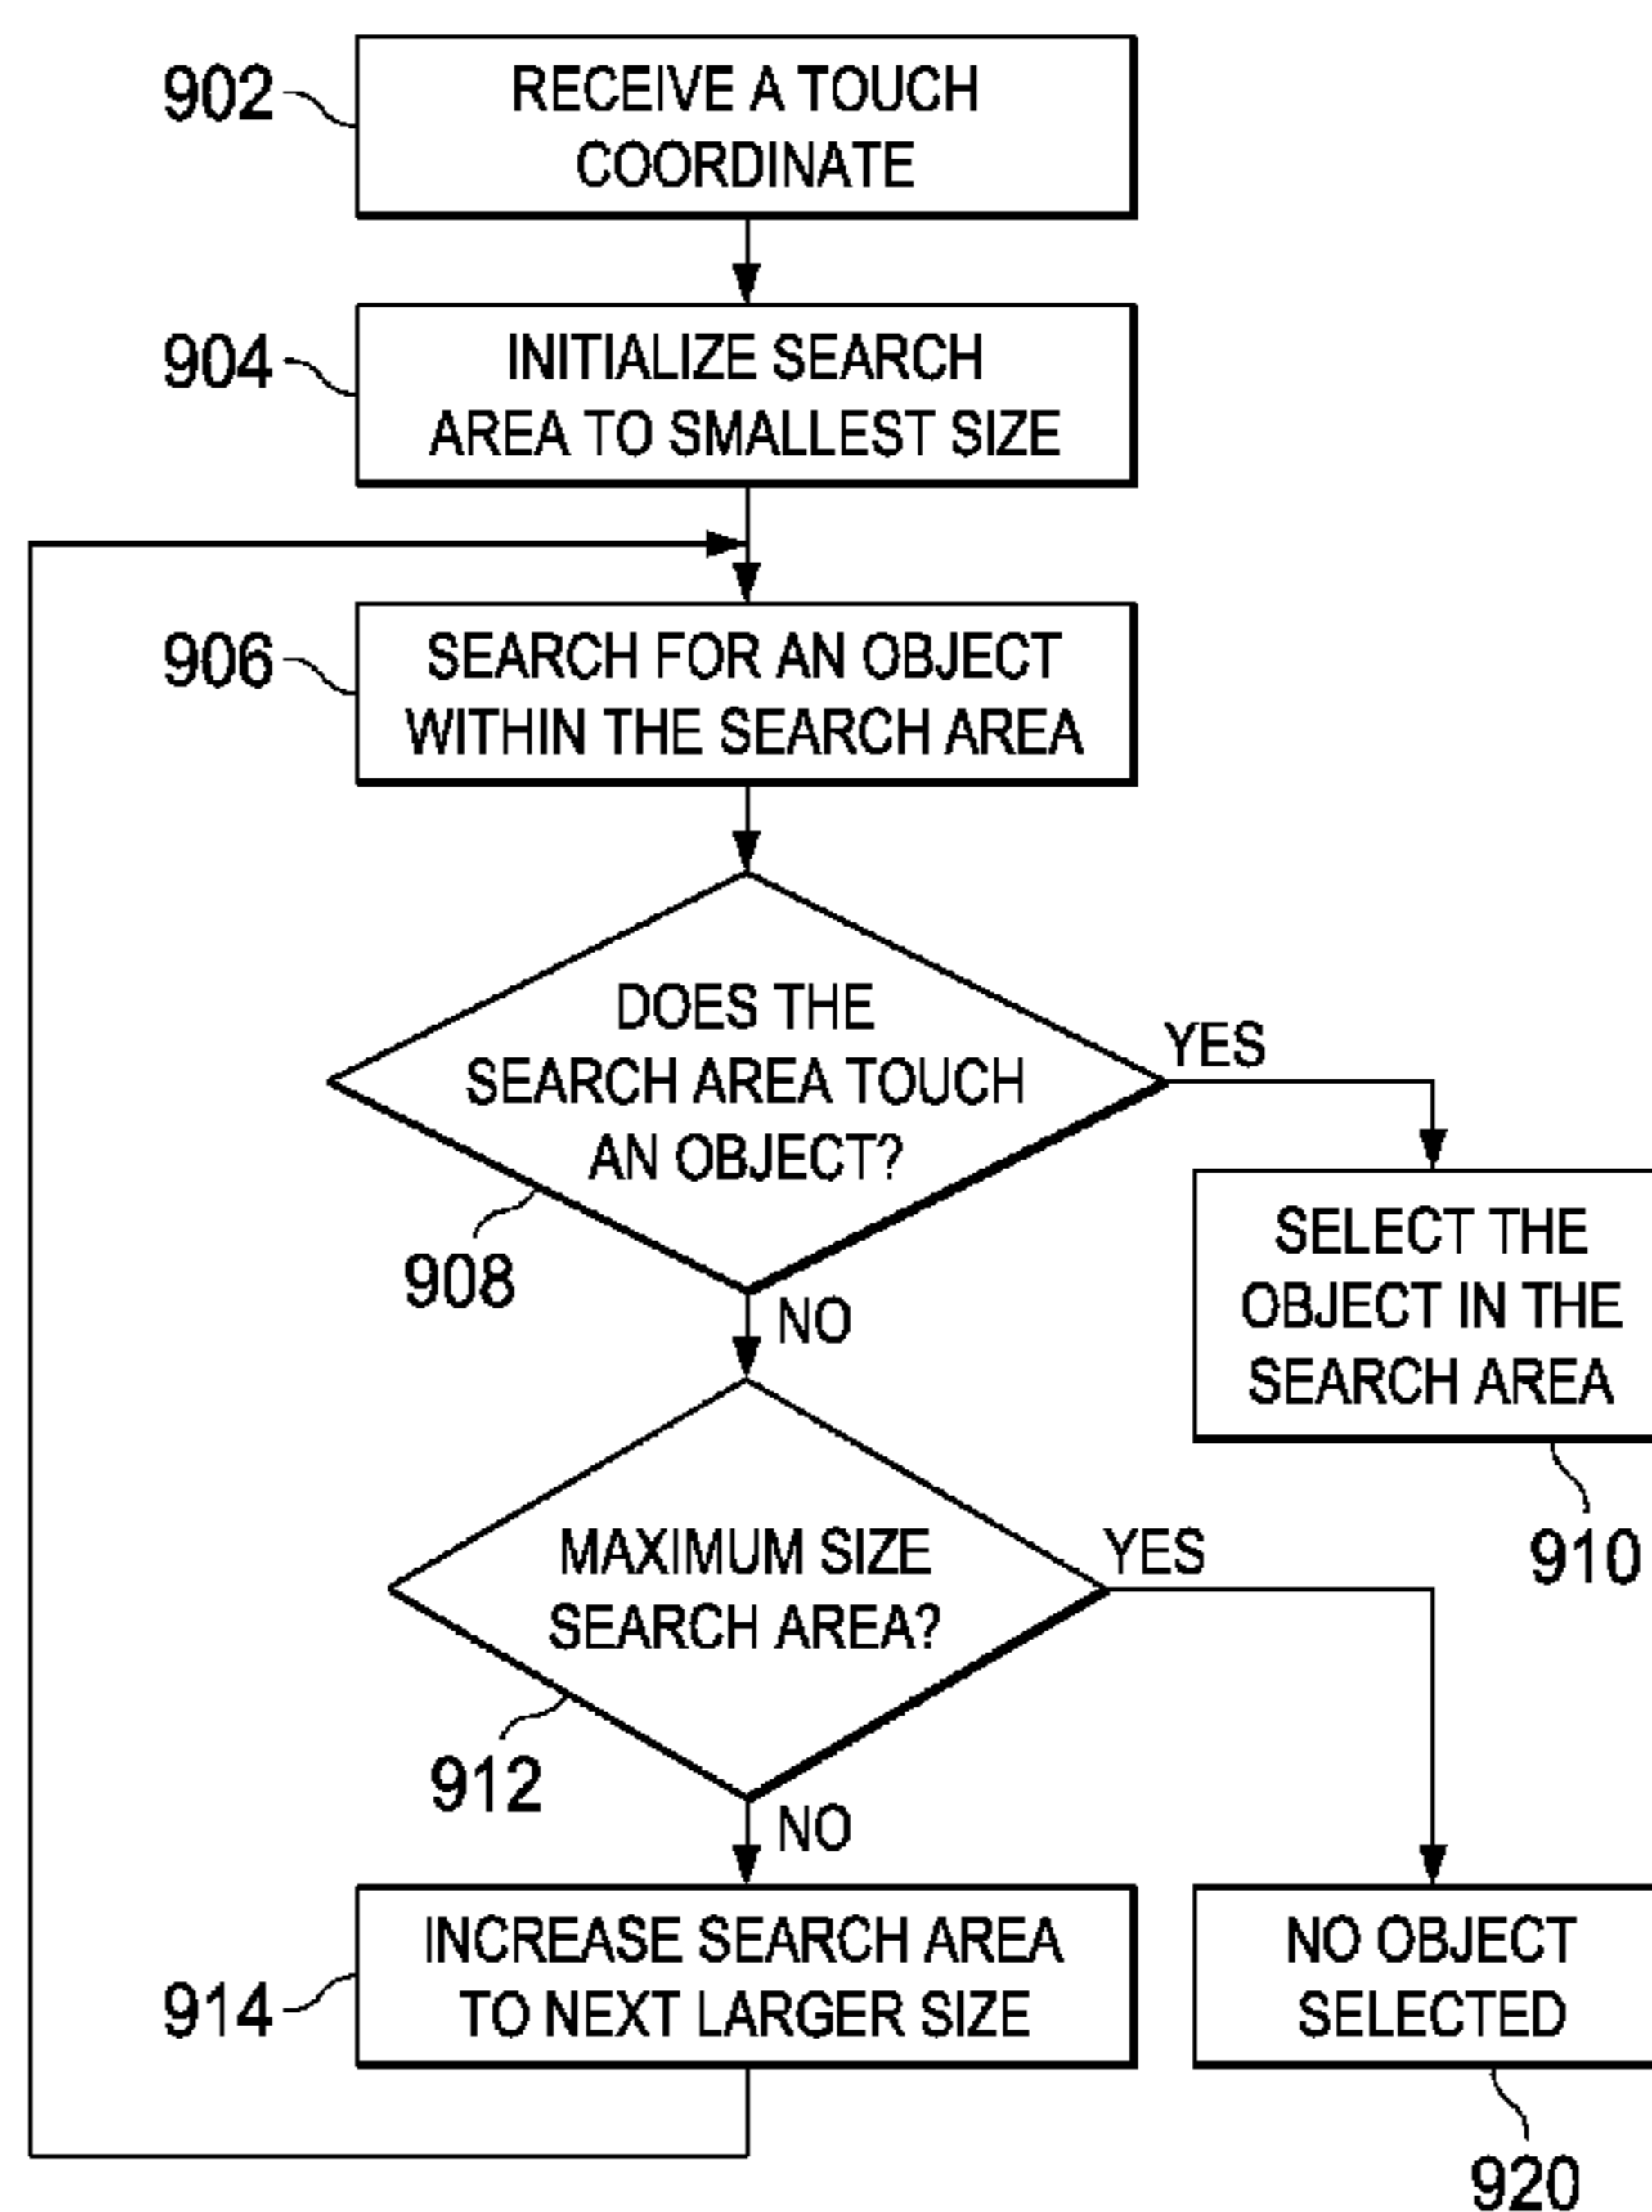 902
RECEIVE A TOUCH
COORDINATE
904
INITIALIZE SEARCH
AREA TO SMALLEST SIZE
906
SEARCH FOR AN OBJECT
WITHIN THE SEARCH AREA
DOES THE
SEARCH AREA TOUCH
AN OBJECT?
908
YES
NO
SELECT THE
OBJECT IN THE
SEARCH AREA
910
MAXIMUM SIZE
SEARCH AREA?
912
YES
NO
914
INCREASE SEARCH AREA
TO NEXT LARGER SIZE
NO OBJECT
SELECTED
920